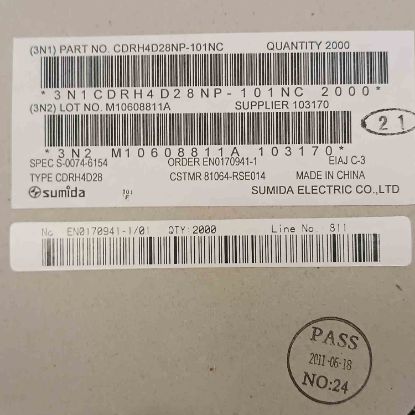 (3N1) PART NO. CDRH4D28NP-101NC QUANTITY 2000
* 3N1CDRH4D28NP-101NC 2000 *
(3N2) LOT NO. M10608811A SUPPLIER 103170
* 3N2 M10608811A 103170 *
21
SPEC S-0074-6154 ORDER EN0170941-1 EIAJ C-3
TYPE CDRH4D28 CSTMR 81064-RSE014 MADE IN CHINA
sumida SUMIDA ELECTRIC CO.,LTD
No. EN0170941-1/01 QTY:2000 Line No.: 811
PASS
2011-06-18
NO:24